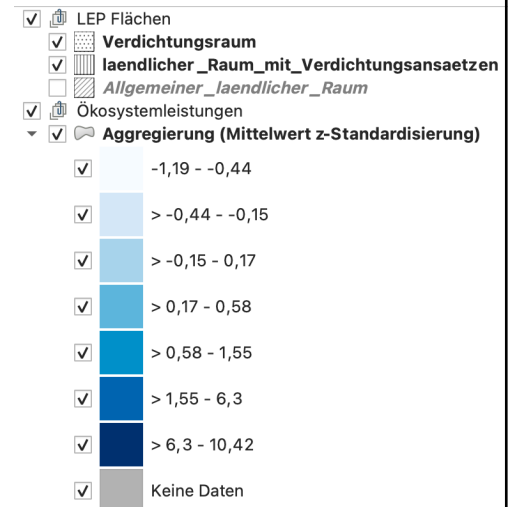 LEP Flächen
Verdichtungsraum
laendlicher_Raum_mit_Verdichtungsansaetzen
Allgemeiner_laendlicher_Raum
Ökosystemleistungen
Aggregierung (Mittelwert z-Standardisierung)
-1,19 - -0,44
> -0,44 - -0,15
> -0,15 - 0,17
> 0,17 - 0,58
> 0,58 - 1,55
> 1,55 - 6,3
> 6,3 - 10,42
Keine Daten